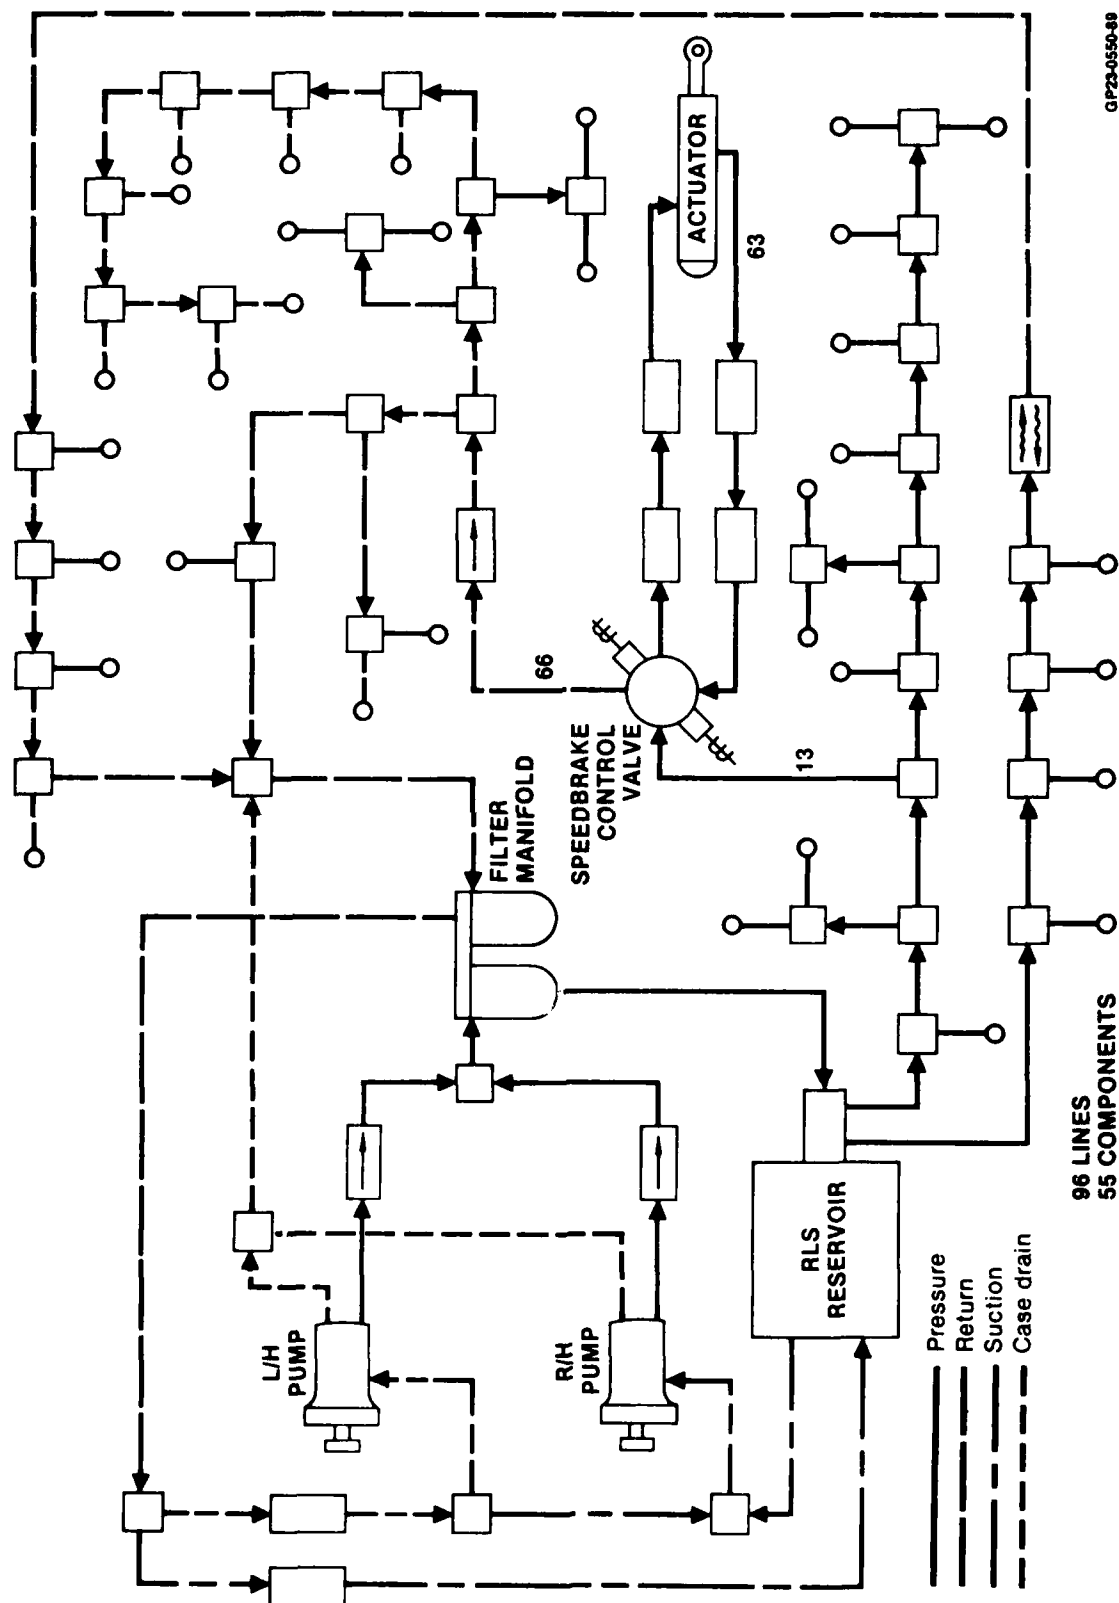 L/H
PUMP
R/H
PUMP
RLS
RESERVOIR
FILTER
MANIFOLD
SPEEDBRAKE
CONTROL
VALVE
66
13
ACTUATOR
63
Pressure
Return
Suction
Case drain
96 LINES
55 COMPONENTS
GP23-0550-89